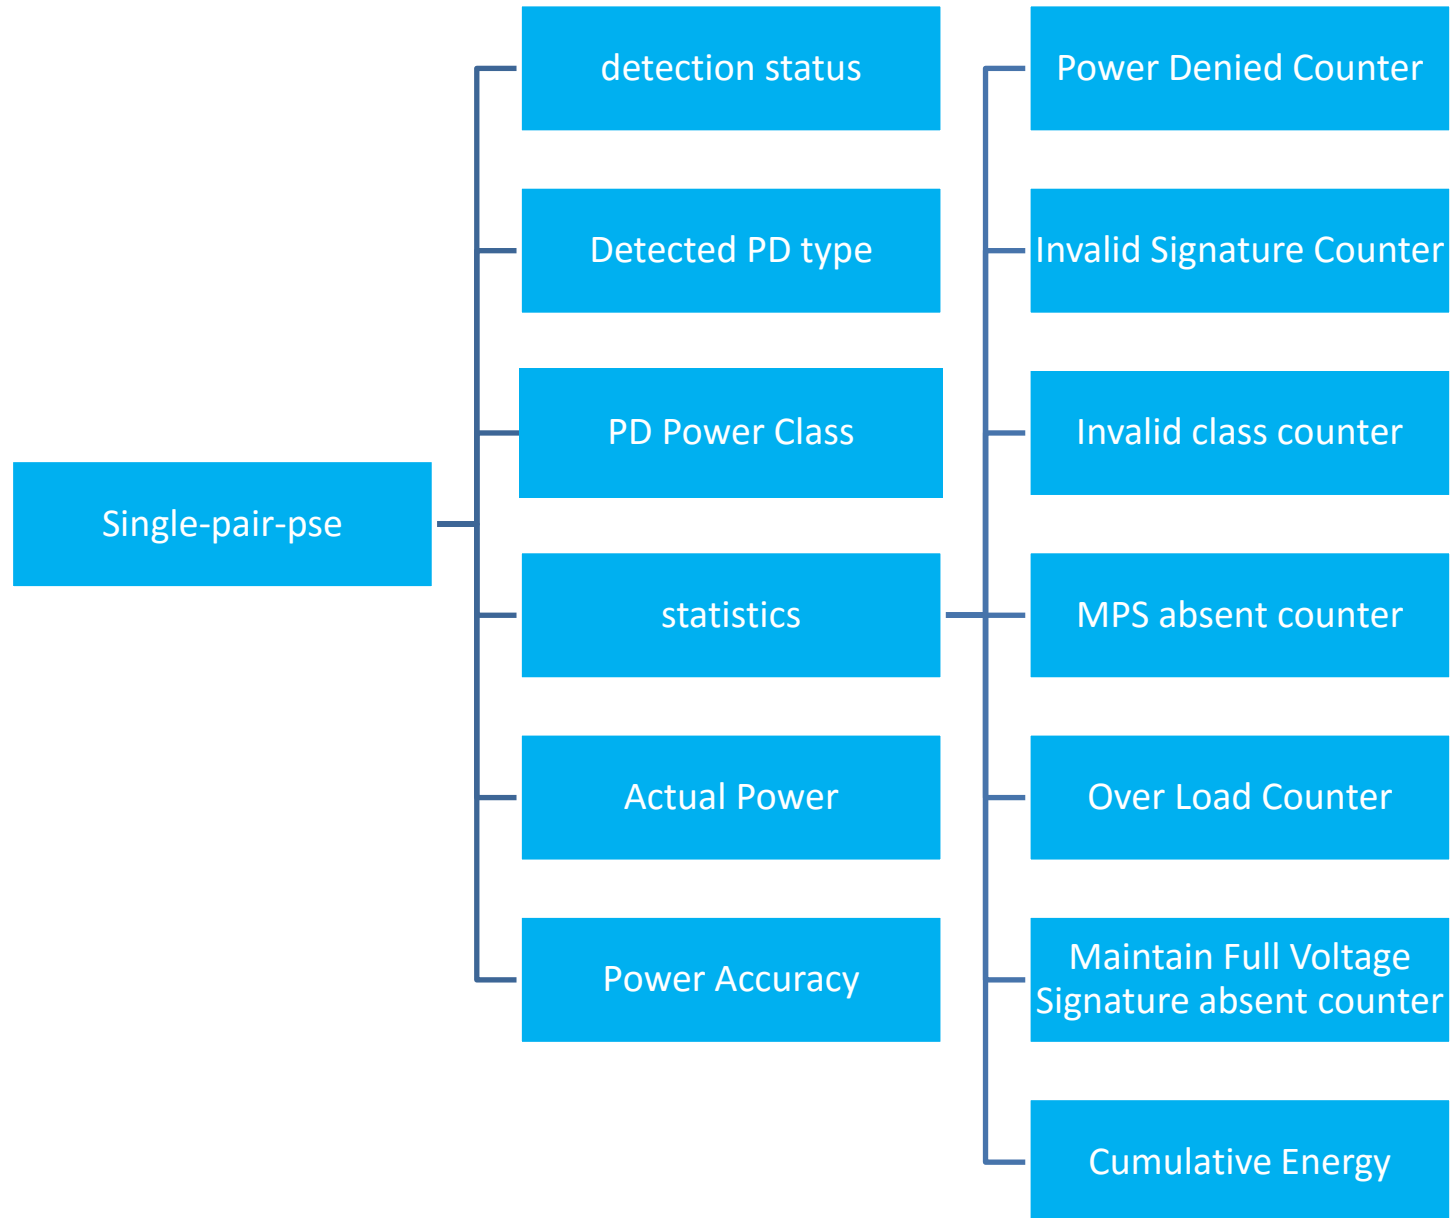 Single-pair-pse
detection status
Detected PD type
PD Power Class
statistics
Actual Power
Power Accuracy
Power Denied Counter
Invalid Signature Counter
Invalid class counter
MPS absent counter
Over Load Counter
Maintain Full Voltage
Signature absent counter
Cumulative Energy